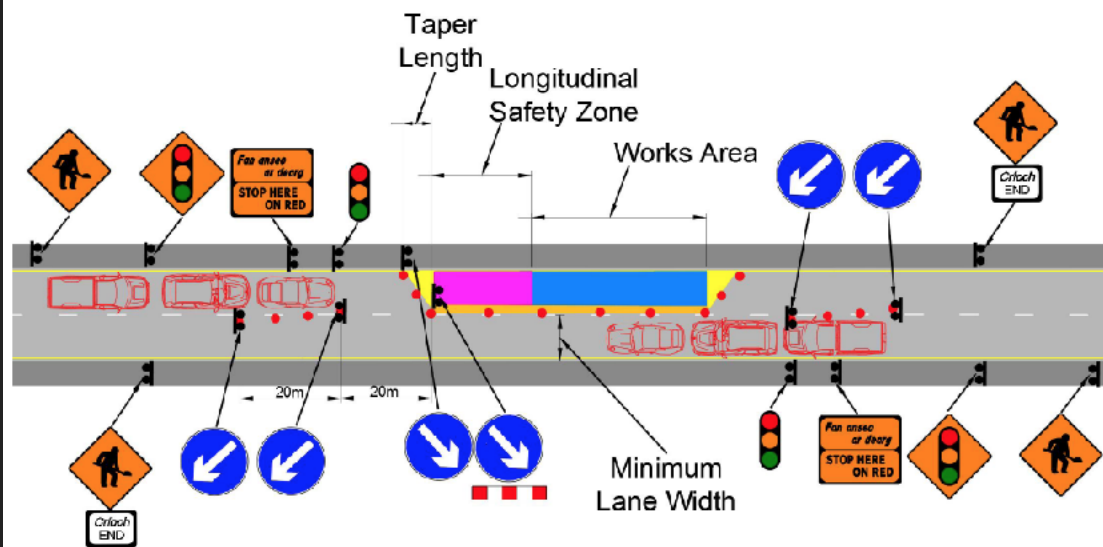 Taper
Length
Longitudinal
Safety Zone
Works Area
Fan anseo
ar dearg
STOP HERE
ON RED
Críoch
END
20m
20m
Críoch
END
Minimum
Lane Width
Fan anseo
ar dearg
STOP HERE
ON RED